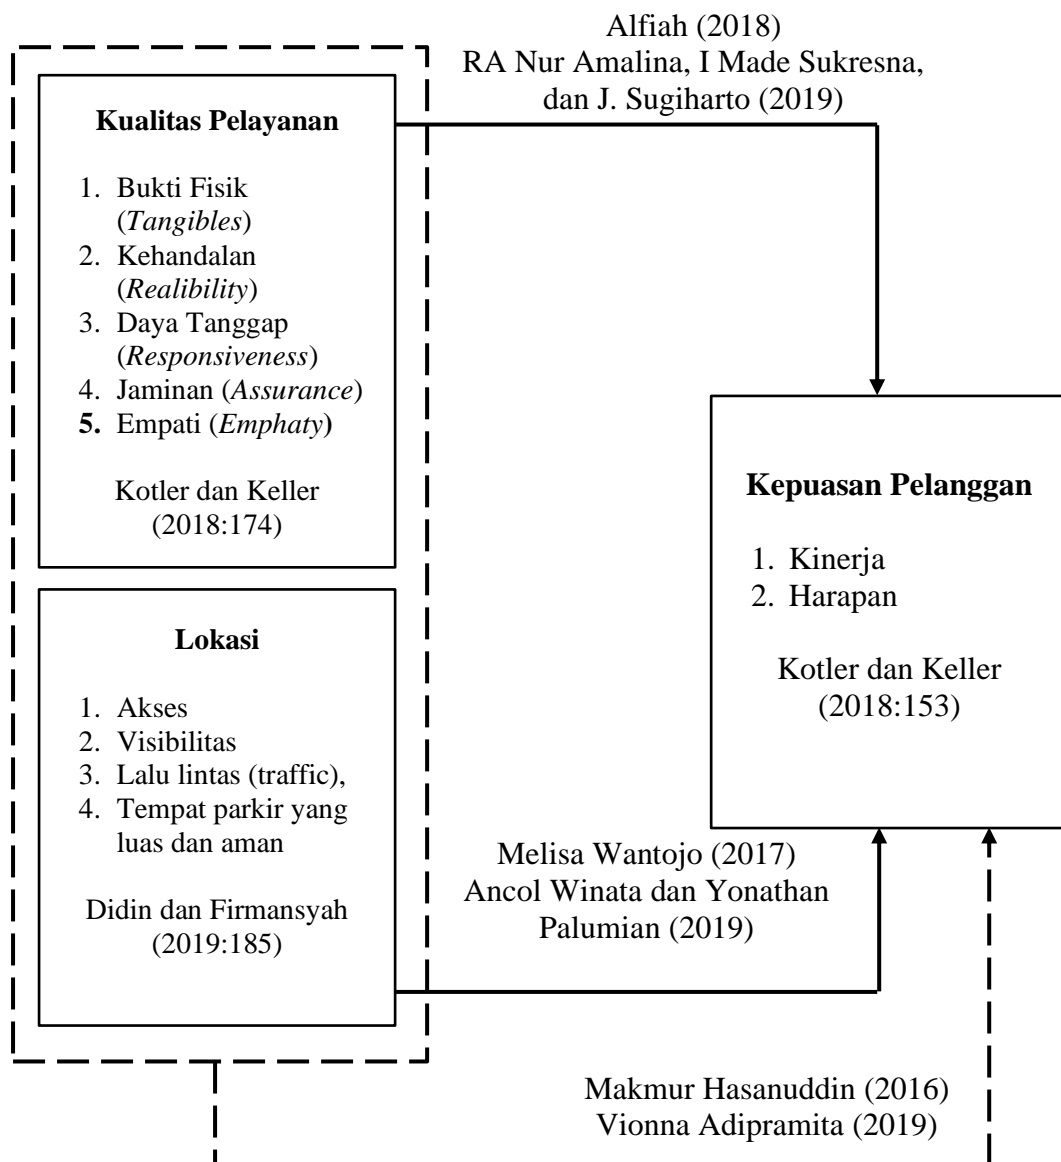 Alfiah (2018)
RA Nur Amalina, I Made Sukresna,
dan J. Sugiharto (2019)
Kualitas Pelayanan
1. Bukti Fisik
(Tangibles)
2. Kehandalan
(Realibility)
3. Daya Tanggap
(Responsiveness)
4. Jaminan (Assurance)
5. Empati (Emphaty)
Kotler dan Keller
(2018:174)
Kepuasan Pelanggan
1. Kinerja
2. Harapan
Kotler dan Keller
(2018:153)
Lokasi
1. Akses
2. Visibilitas
3. Lalu lintas (traffic),
4. Tempat parkir yang
luas dan aman
Didin dan Firmansyah
(2019:185)
Melisa Wantojo (2017)
Ancol Winata dan Yonathan
Palumian (2019)
Makmur Hasanuddin (2016)
Vionna Adipramita (2019)